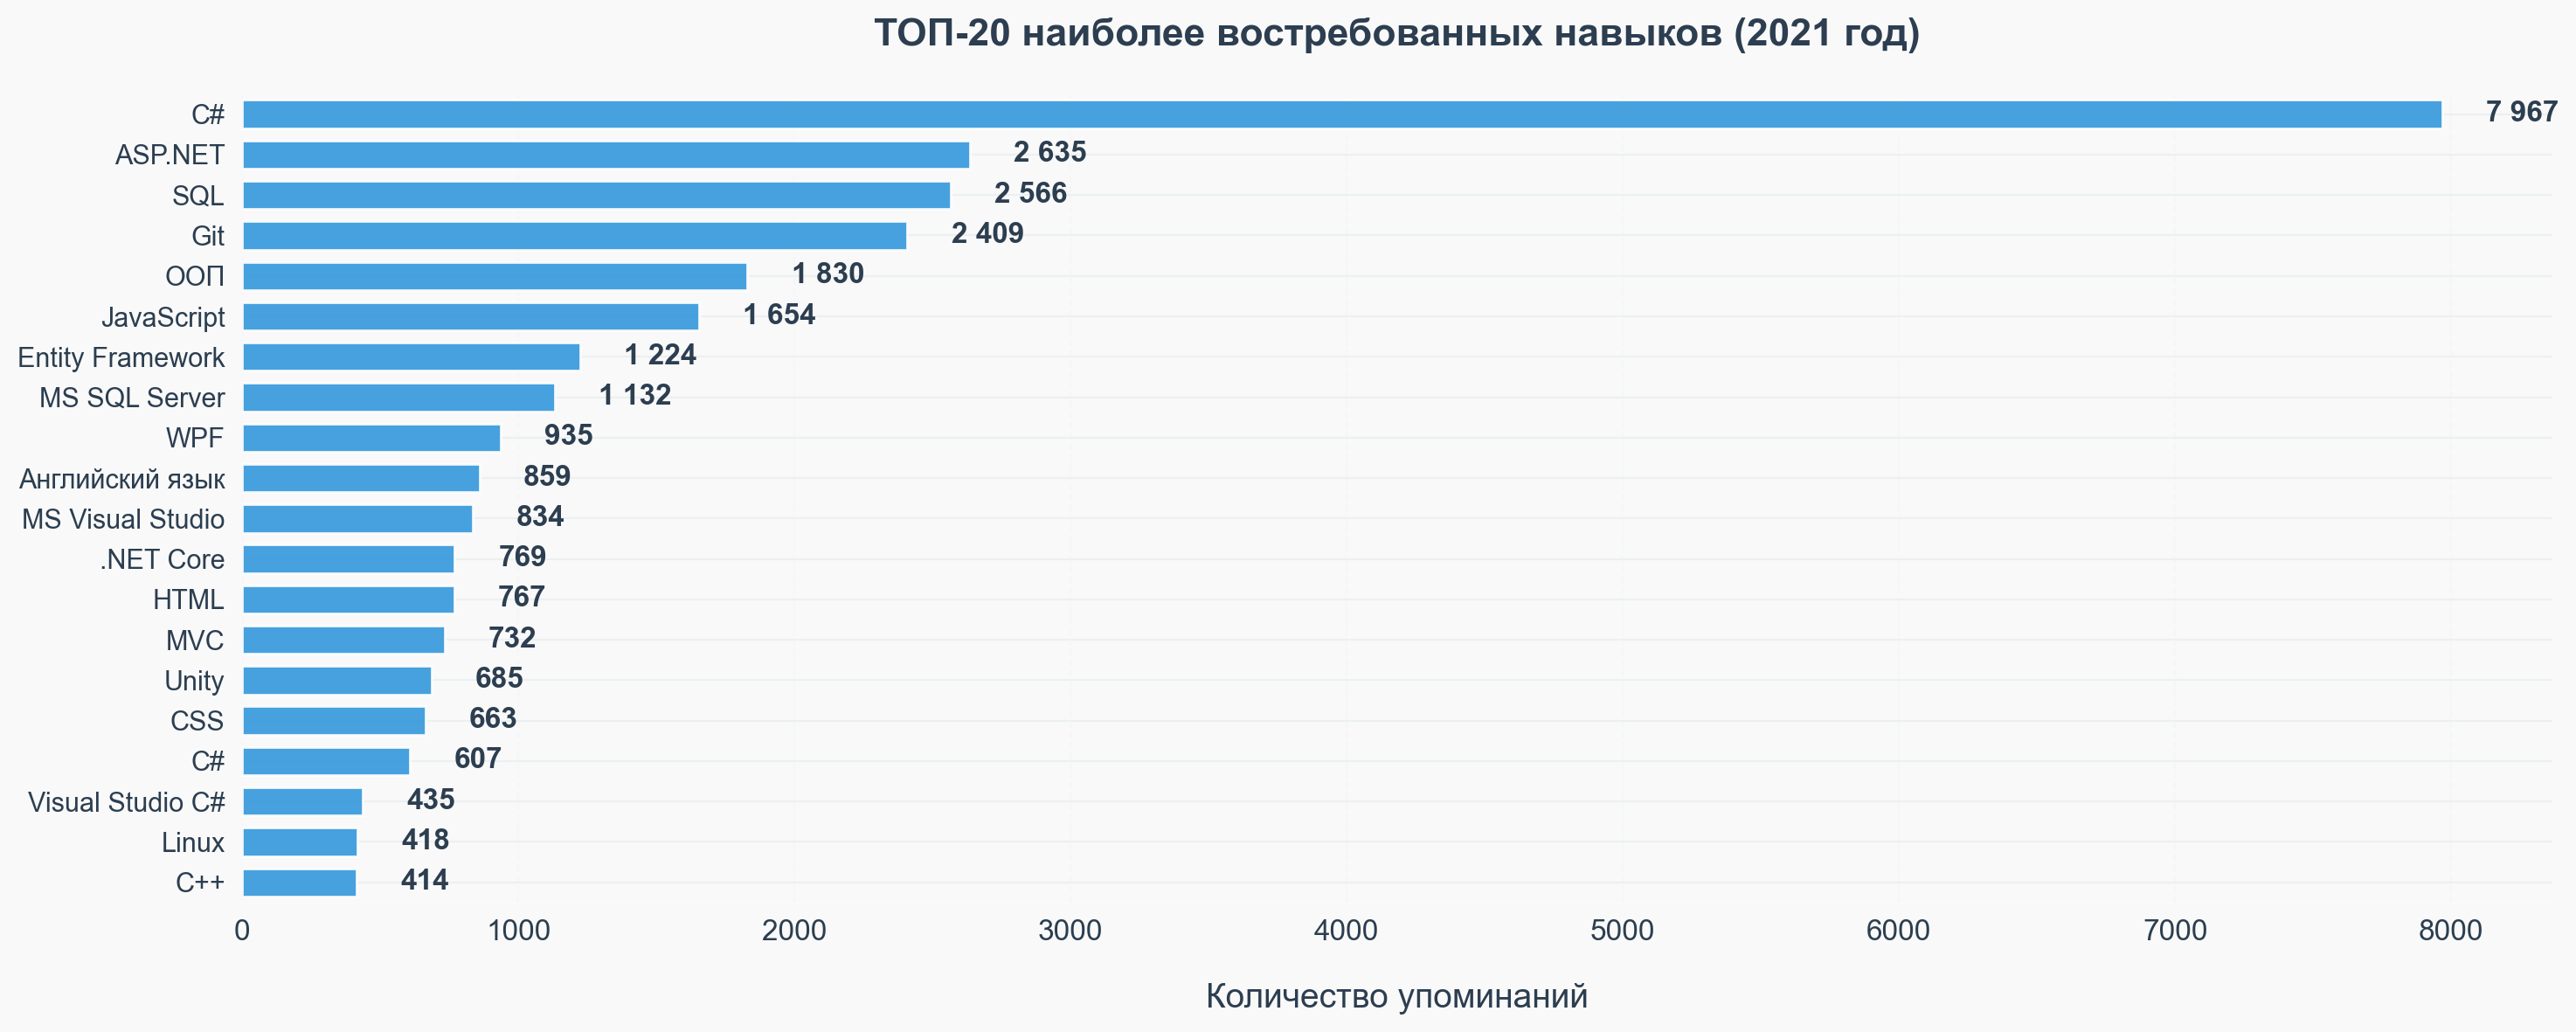 ТОП-20 наиболее востребованных навыков (2021 год)
C# 7 967
ASP.NET 2 635
SQL 2 566
Git 2 409
ООП 1 830
JavaScript 1 654
Entity Framework 1 224
MS SQL Server 1 132
WPF 935
Английский язык 859
MS Visual Studio 834
.NET Core 769
HTML 767
MVC 732
Unity 685
CSS 663
C# 607
Visual Studio C# 435
Linux 418
C++ 414
0 1000 2000 3000 4000 5000 6000 7000 8000
Количество упоминаний